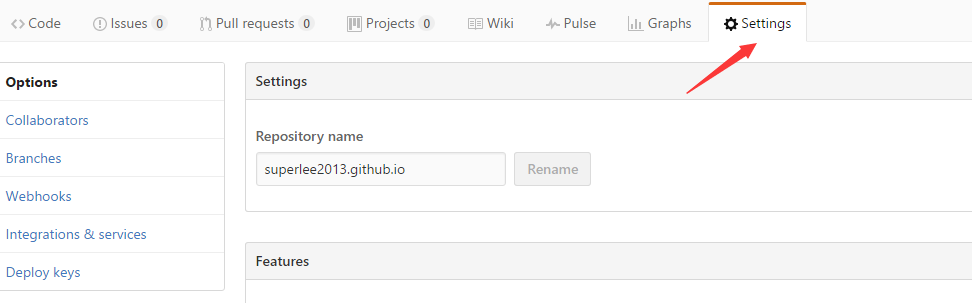 Code Issues 0 Pull requests 0 Projects 0 Wiki Pulse Graphs Settings
Options
Collaborators
Branches
Webhooks
Integrations & services
Deploy keys
Settings
Repository name
superlee2013.github.io Rename
Features